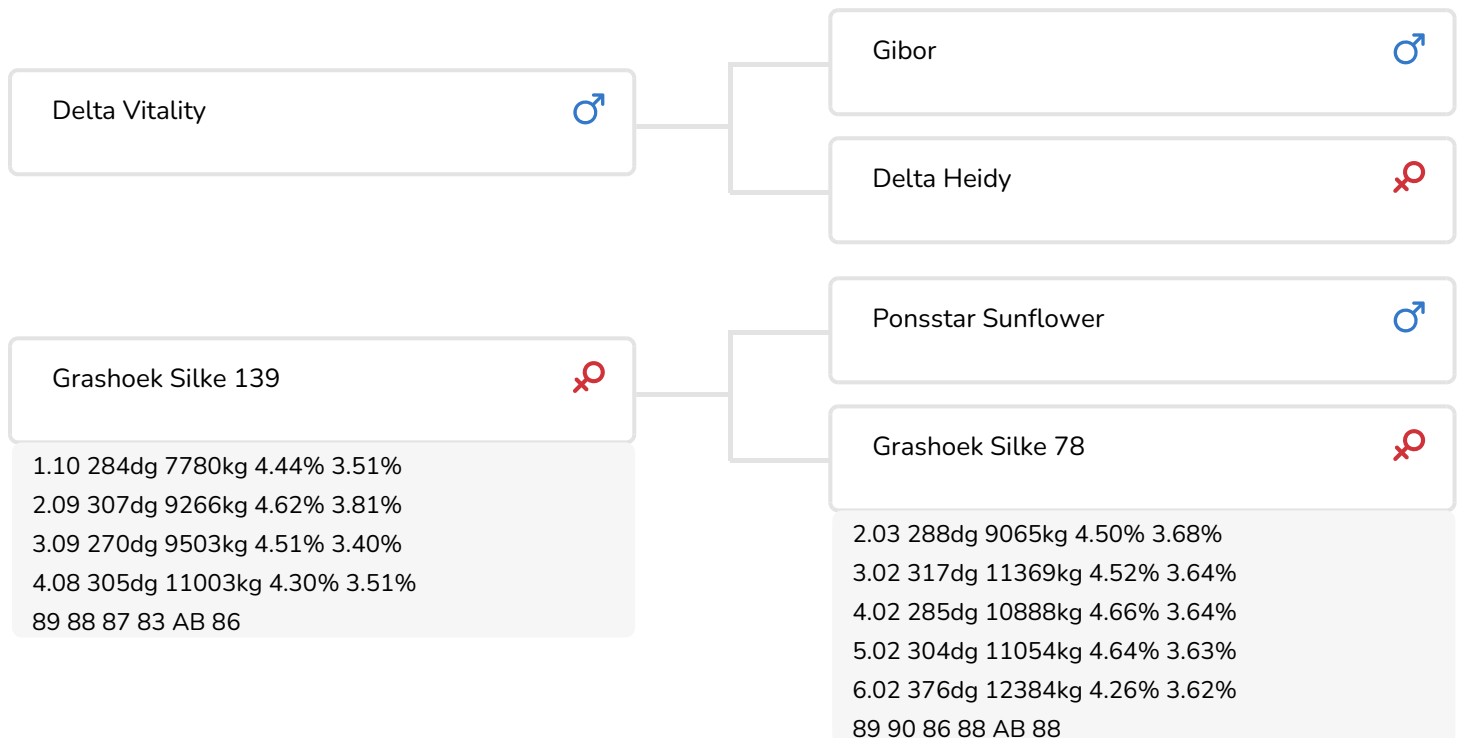 Delta Vitality
Gibor
Delta Heidy
Grashoek Silke 139
1.10 284dg 7780kg 4.44% 3.51%
2.09 307dg 9266kg 4.62% 3.81%
3.09 270dg 9503kg 4.51% 3.40%
4.08 305dg 11003kg 4.30% 3.51%
89 88 87 83 AB 86
Ponsstar Sunflower
Grashoek Silke 78
2.03 288dg 9065kg 4.50% 3.68%
3.02 317dg 11369kg 4.52% 3.64%
4.02 285dg 10888kg 4.66% 3.64%
5.02 304dg 11054kg 4.64% 3.63%
6.02 376dg 12384kg 4.26% 3.62%
89 90 86 88 AB 88